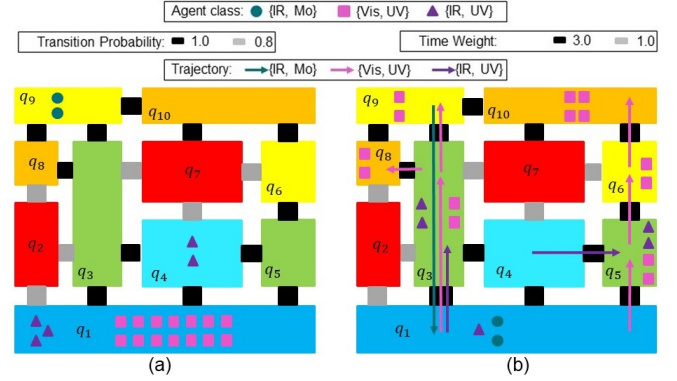 Agent class: {IR, Mo} {Vis, UV} {IR, UV}
Transition Probability: 1.0 0.8
Time Weight: 3.0 1.0
Trajectory: {IR, Mo} {Vis, UV} {IR, UV}
q9 q10
q8 q7 q6
q2 q3 q4 q5
q1
(a)
q9 q10
q8 q7 q6
q2 q3 q4 q5
q1
(b)